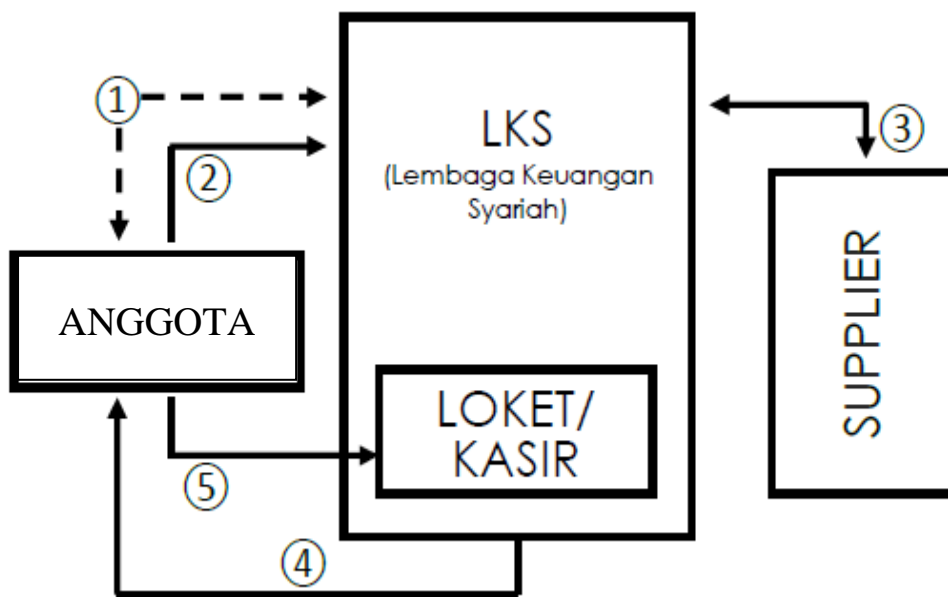 ①
②
LKS
(Lembaga Keuangan
Syariah)
③
ANGGOTA
SUPPLIER
LOKET/
KASIR
⑤
④